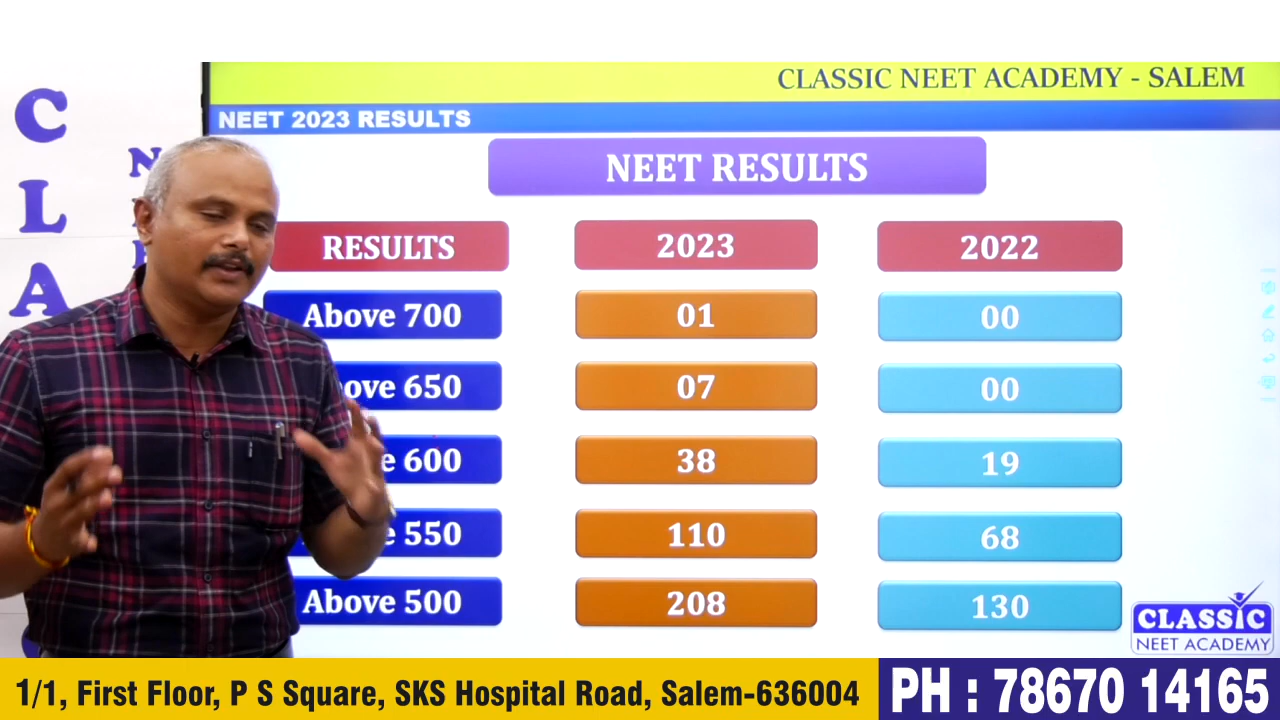 CLASSIC NEET ACADEMY - SALEM
NEET 2023 RESULTS
C
L
A
N
NEET RESULTS
RESULTS 2023 2022
Above 700 01 00
ove 650 07 00
e 600 38 19
e 550 110 68
Above 500 208 130
CLASSIC
NEET ACADEMY
1/1, First Floor, P S Square, SKS Hospital Road, Salem-636004
PH : 78670 14165